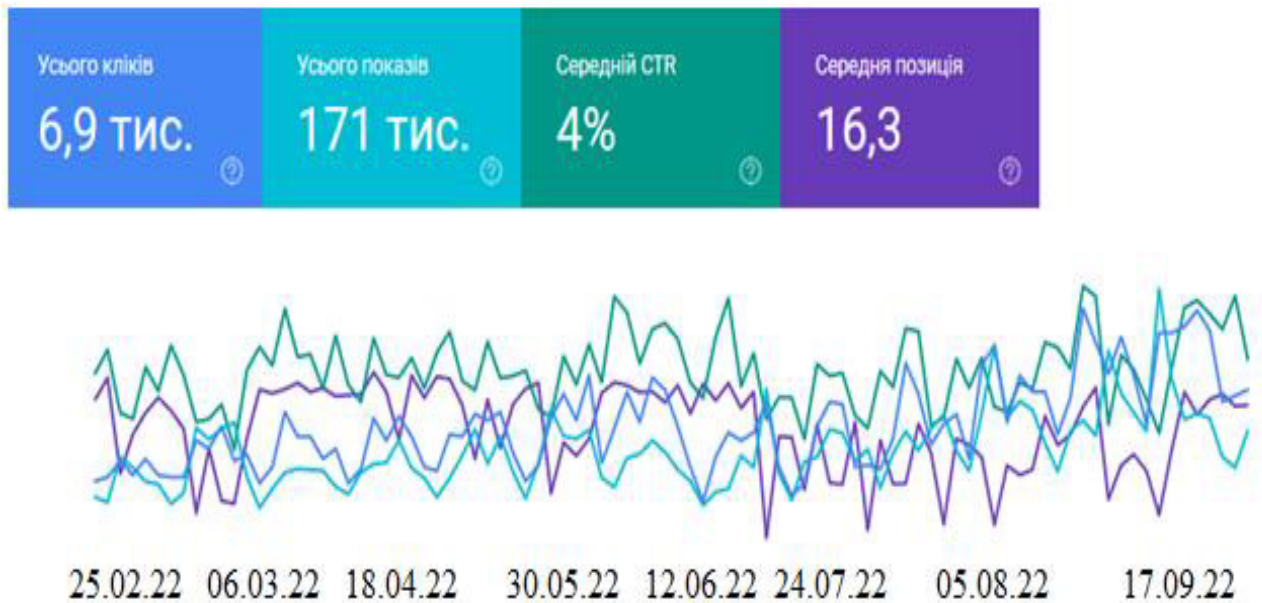 Усього кліків
6,9 тис.
Усього показів
171 тис.
Середній CTR
4%
Середня позиція
16,3
25.02.22 06.03.22 18.04.22 30.05.22 12.06.22 24.07.22 05.08.22 17.09.22